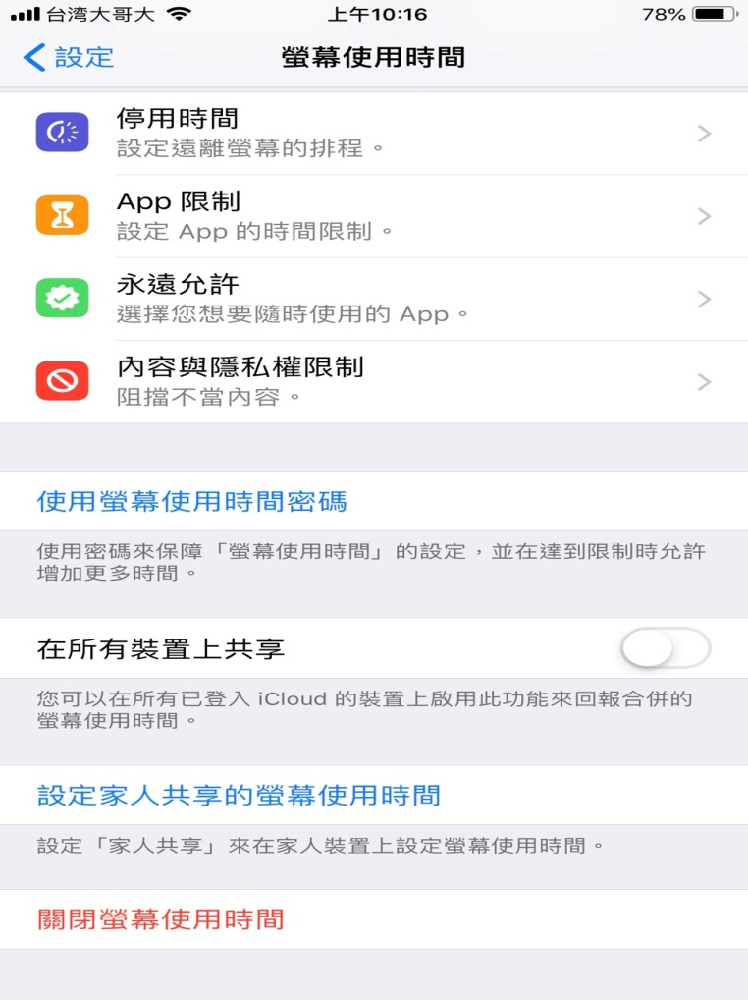 台湾大哥大 上午10:16 78%
設定 螢幕使用時間
停用時間
設定遠離螢幕的排程。
App 限制
設定 App 的時間限制。
永遠允許
選擇您想要隨時使用的 App。
內容與隱私權限制
阻擋不當內容。
使用螢幕使用時間密碼
使用密碼來保障「螢幕使用時間」的設定，並在達到限制時允許
增加更多時間。
在所有裝置上共享
您可以在所有已登入 iCloud 的裝置上啟用此功能來回報合併的
螢幕使用時間。
設定家人共享的螢幕使用時間
設定「家人共享」來在家人裝置上設定螢幕使用時間。
關閉螢幕使用時間